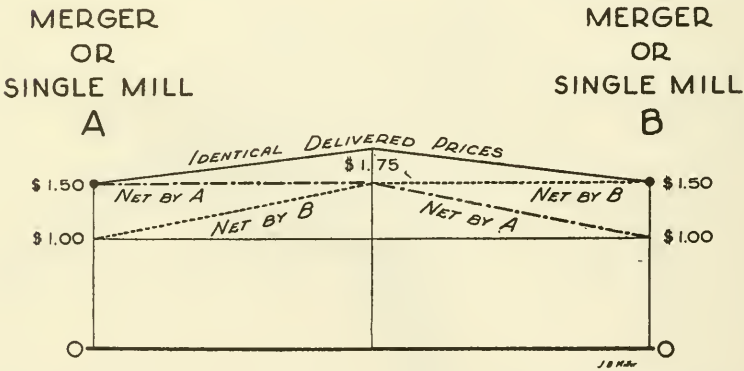 MERGER
OR
SINGLE MILL
A
MERGER
OR
SINGLE MILL
B
IDENTICAL DELIVERED PRICES
$1.75
$1.50
$1.50
NET BY A
NET BY B
NET BY B
NET BY A
$1.00
$1.00
O
O